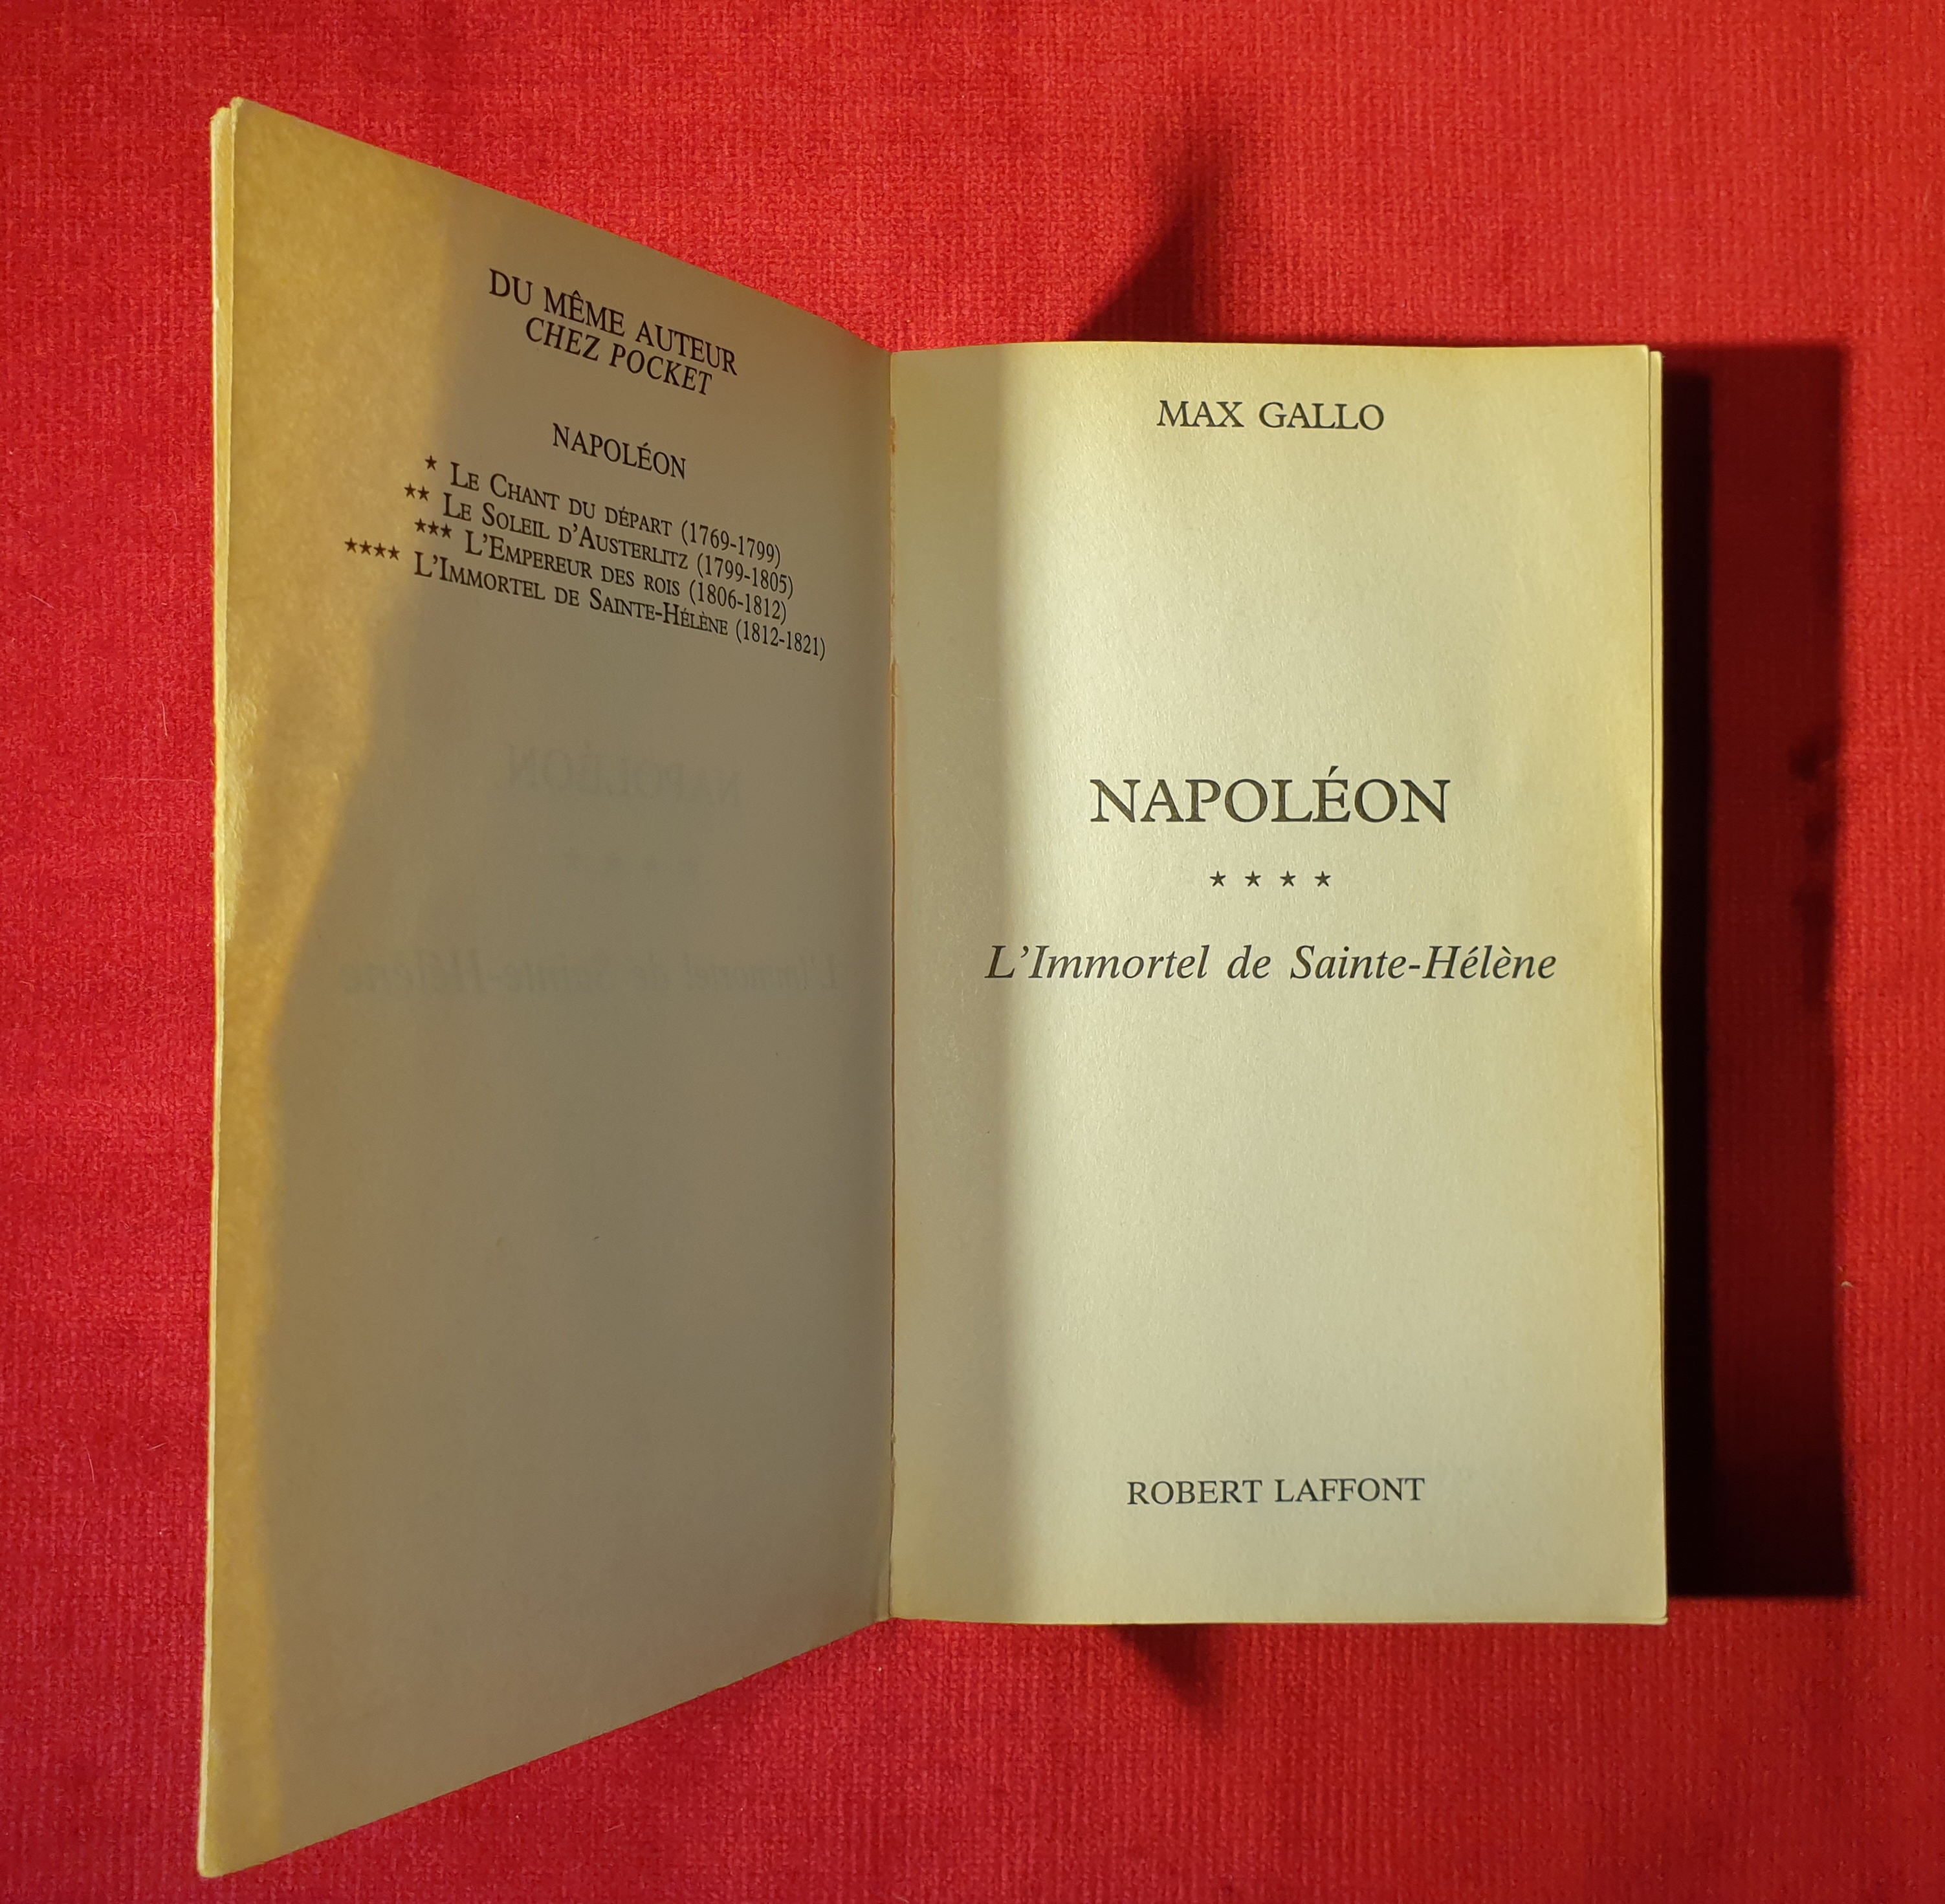 DU MÊME AUTEUR
CHEZ POCKET
NAPOLÉON
★ LE CHANT DU DÉPART (1769-1799)
★★ LE SOLEIL D'AUSTERLITZ (1799-1805)
★★★ L'EMPEREUR DES ROIS (1806-1812)
★★★★ L'IMMORTEL DE SAINTE-HÉLÈNE (1812-1821)
MAX GALLO
NAPOLÉON
★ ★ ★ ★
L'Immortel de Sainte-Hélène
ROBERT LAFFONT